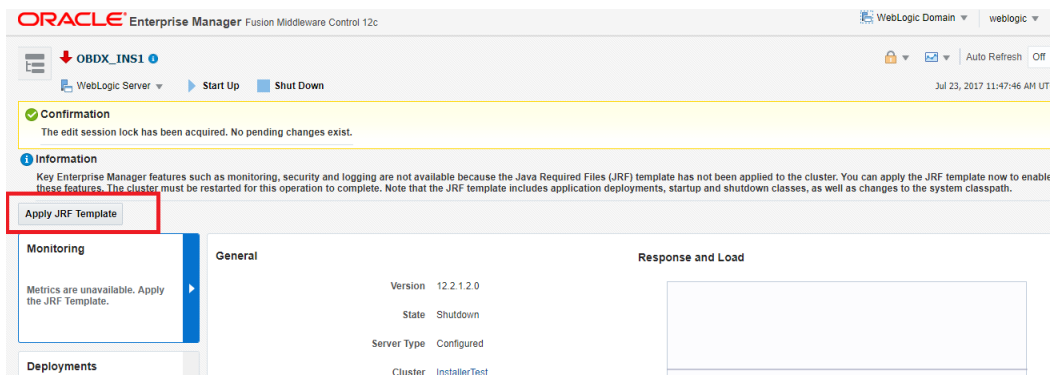 ORACLE Enterprise Manager Fusion Middleware Control 12c
WebLogic Domain weblogic
OBDX_INS1
Auto Refresh Off
WebLogic Server Start Up Shut Down
Jul 23, 2017 11:47:46 AM UT
Confirmation
The edit session lock has been acquired. No pending changes exist.
Information
Key Enterprise Manager features such as monitoring, security and logging are not available because the Java Required Files (JRF) template has not been applied to the cluster. You can apply the JRF template now to enable
these features. The cluster must be restarted for this operation to complete. Note that the JRF template includes application deployments, startup and shutdown classes, as well as changes to the system classpath.
Apply JRF Template
Monitoring
Metrics are unavailable. Apply
the JRF Template.
Deployments
General
Version 12.2.1.2.0
State Shutdown
Server Type Configured
Cluster InstallerTest
Response and Load